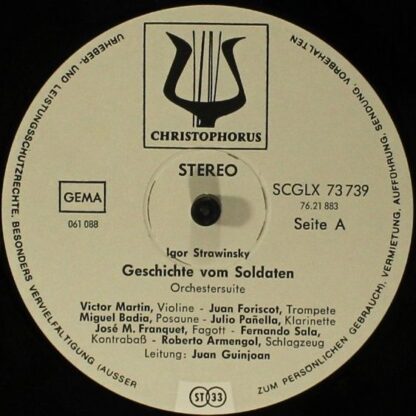 URHEBER- UND LEISTUNGSSCHUTZRECHTE, BESONDERS VERVIELFÄLTIGUNG (AUSSER ZUM PERSÖNLICHEN GEBRAUCH), VERMIETUNG, AUFFÜHRUNG, SENDUNG, VORBEHALTEN
CHRISTOPHORUS
STEREO
GEMA
061 088
SCGLX 73 739
76.21 883
Seite A
Igor Strawinsky
Geschichte vom Soldaten
Orchestersuite
Victor Martin, Violine - Juan Foriscot, Trompete
Miguel Badia, Posaune - Julio Pañella, Klarinette
José M. Franquet, Fagott - Fernando Sala,
Kontrabaß - Roberto Armengol, Schlagzeug
Leitung: Juan Guinjoan
ST 33